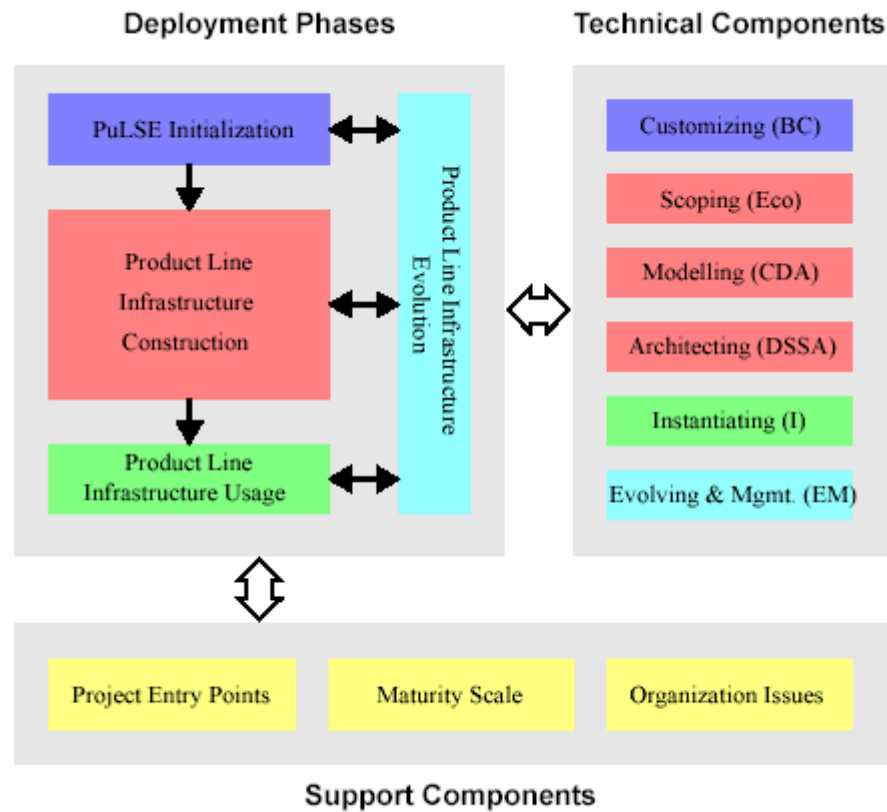 Deployment Phases
Technical Components
PuLSE Initialization
Product Line
Infrastructure
Construction
Product Line
Infrastructure Usage
Product Line Infrastructure
Evolution
Customizing (BC)
Scoping (Eco)
Modelling (CDA)
Architecting (DSSA)
Instantiating (I)
Evolving & Mgmt. (EM)
Project Entry Points
Maturity Scale
Organization Issues
Support Components